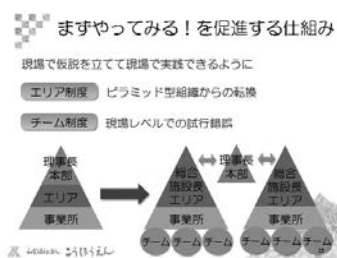 まずやってみる！を促進する仕組み
現場で仮説を立てて現場で実践できるように
エリア制度 ピラミッド型組織からの転換
チーム制度 現場レベルでの試行錯誤
理事長
本部
エリア
事業所
総合
施設長
エリア
事業所
チーム チーム チーム
理事長
本部
総合
施設長
エリア
事業所
チーム チーム チーム
こうほうえん